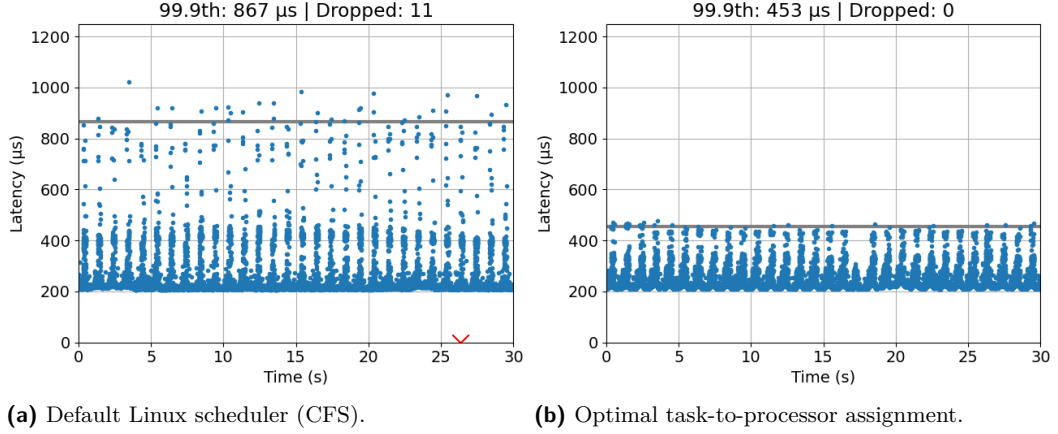 99.9th: 867 µs | Dropped: 11
1200
1000
800
600
400
200
0
Latency (µs)
0 5 10 15 20 25 30
Time (s)
(a) Default Linux scheduler (CFS).
99.9th: 453 µs | Dropped: 0
1200
1000
800
600
400
200
0
Latency (µs)
0 5 10 15 20 25 30
Time (s)
(b) Optimal task-to-processor assignment.